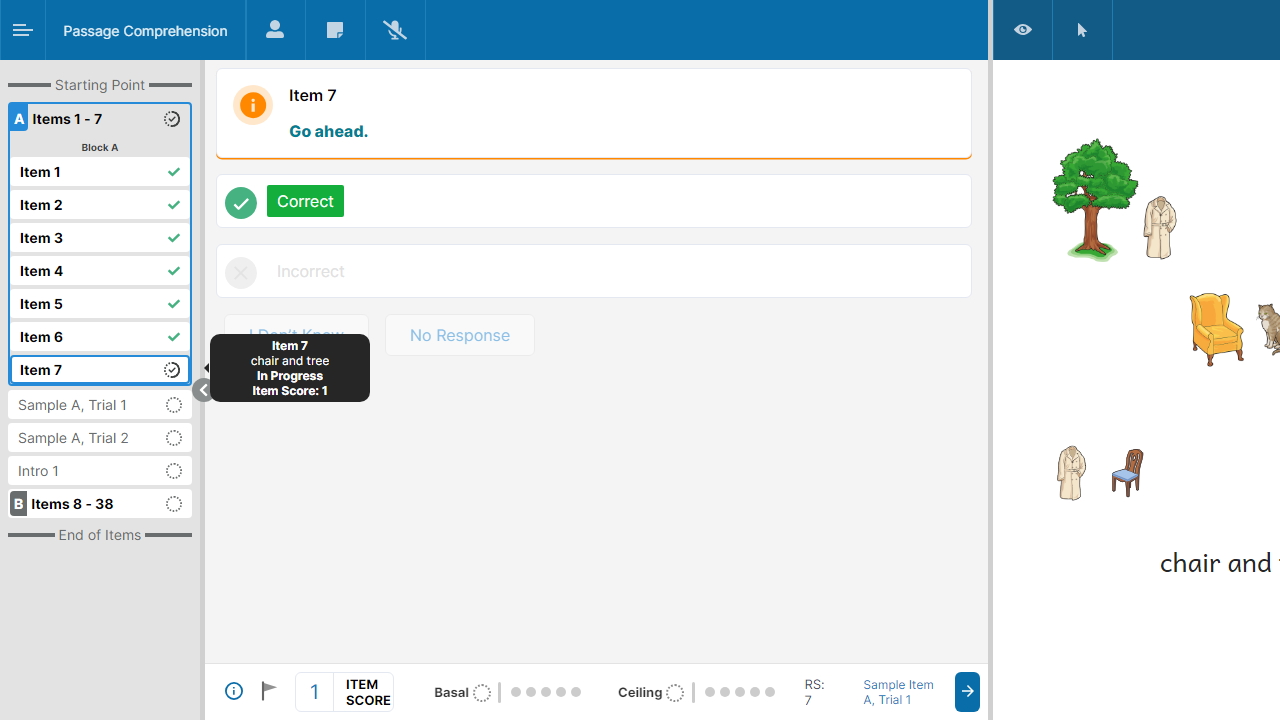 Passage Comprehension
Starting Point
A Items 1 - 7
Block A
Item 1
Item 2
Item 3
Item 4
Item 5
Item 6
Item 7
Sample A, Trial 1
Sample A, Trial 2
Intro 1
B Items 8 - 38
End of Items
Item 7
Go ahead.
Correct
Incorrect
I Don't Know
No Response
Item 7
chair and tree
In Progress
Item Score: 1
1 ITEM
SCORE
Basal
Ceiling
RS:
7
Sample Item
A, Trial 1
chair and